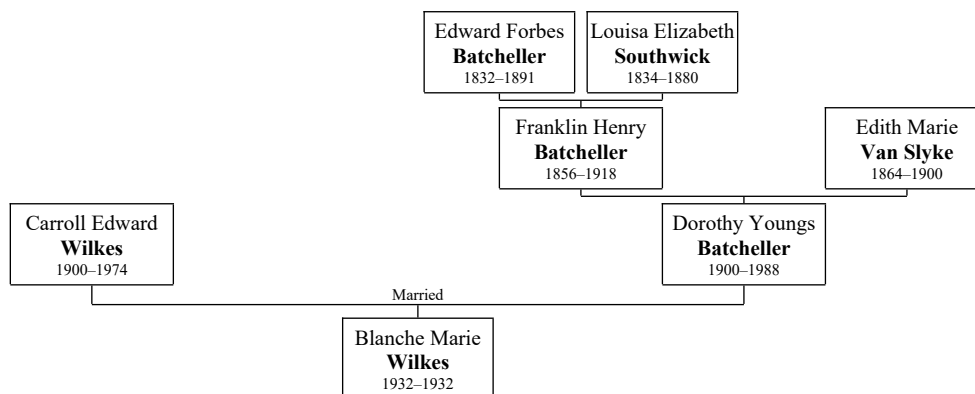 Edward Forbes
Batcheller
1832–1891
Louisa Elizabeth
Southwick
1834–1880
Franklin Henry
Batcheller
1856–1918
Edith Marie
Van Slyke
1864–1900
Carroll Edward
Wilkes
1900–1974
Dorothy Youngs
Batcheller
1900–1988
Married
Blanche Marie
Wilkes
1932–1932